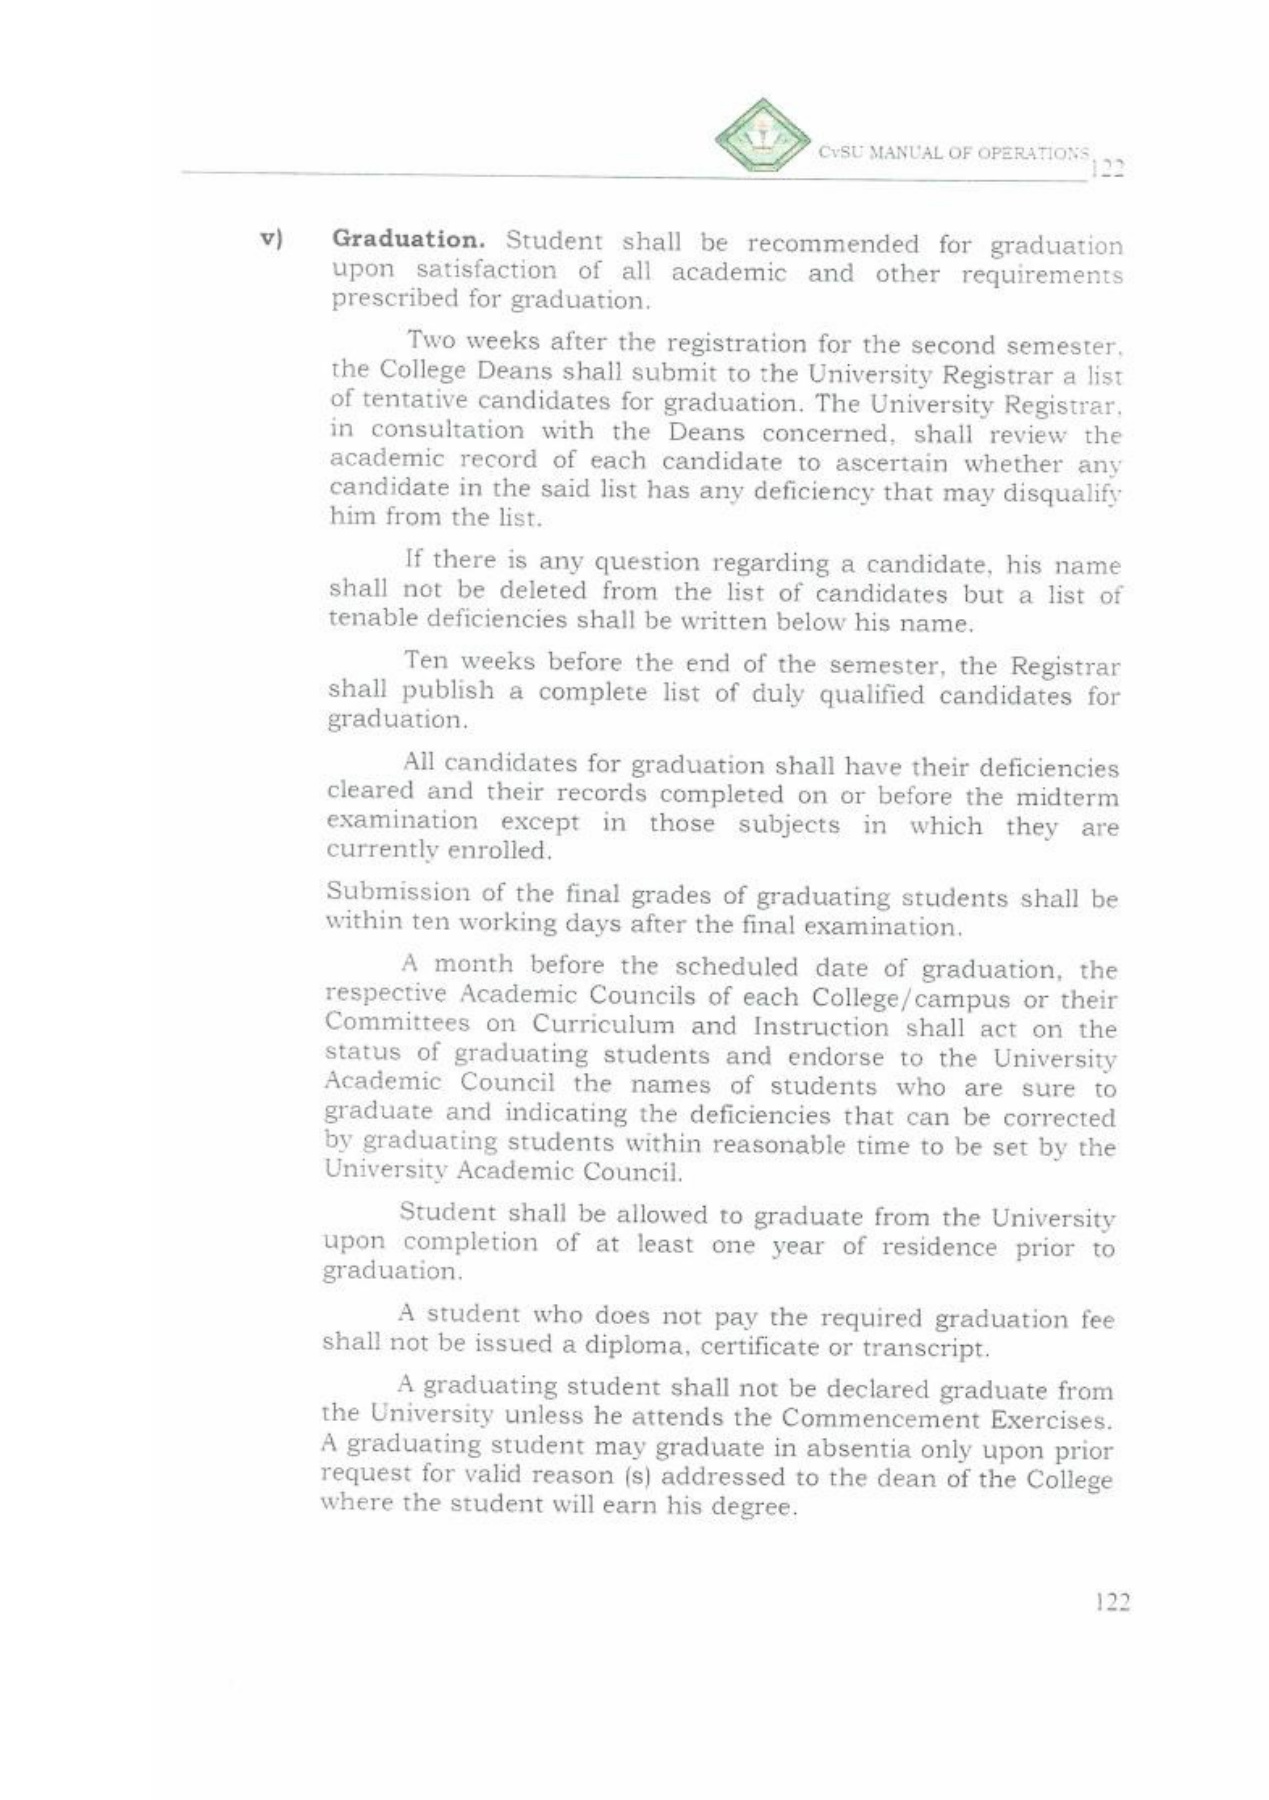 CvSU MANUAL OF OPERATIONS
122
v) Graduation. Student shall be recommended for graduation
upon satisfaction of all academic and other requirements
prescribed for graduation.
Two weeks after the registration for the second semester,
the College Deans shall submit to the University Registrar a list
of tentative candidates for graduation. The University Registrar,
in consultation with the Deans concerned, shall review the
academic record of each candidate to ascertain whether any
candidate in the said list has any deficiency that may disqualify
him from the list.
If there is any question regarding a candidate, his name
shall not be deleted from the list of candidates but a list of
tenable deficiencies shall be written below his name.
Ten weeks before the end of the semester, the Registrar
shall publish a complete list of duly qualified candidates for
graduation.
All candidates for graduation shall have their deficiencies
cleared and their records completed on or before the midterm
examination except in those subjects in which they are
currently enrolled.
Submission of the final grades of graduating students shall be
within ten working days after the final examination.
A month before the scheduled date of graduation, the
respective Academic Councils of each College/campus or their
Committees on Curriculum and Instruction shall act on the
status of graduating students and endorse to the University
Academic Council the names of students who are sure to
graduate and indicating the deficiencies that can be corrected
by graduating students within reasonable time to be set by the
University Academic Council.
Student shall be allowed to graduate from the University
upon completion of at least one year of residence prior to
graduation.
A student who does not pay the required graduation fee
shall not be issued a diploma, certificate or transcript.
A graduating student shall not be declared graduate from
the University unless he attends the Commencement Exercises.
A graduating student may graduate in absentia only upon prior
request for valid reason (s) addressed to the dean of the College
where the student will earn his degree.
122